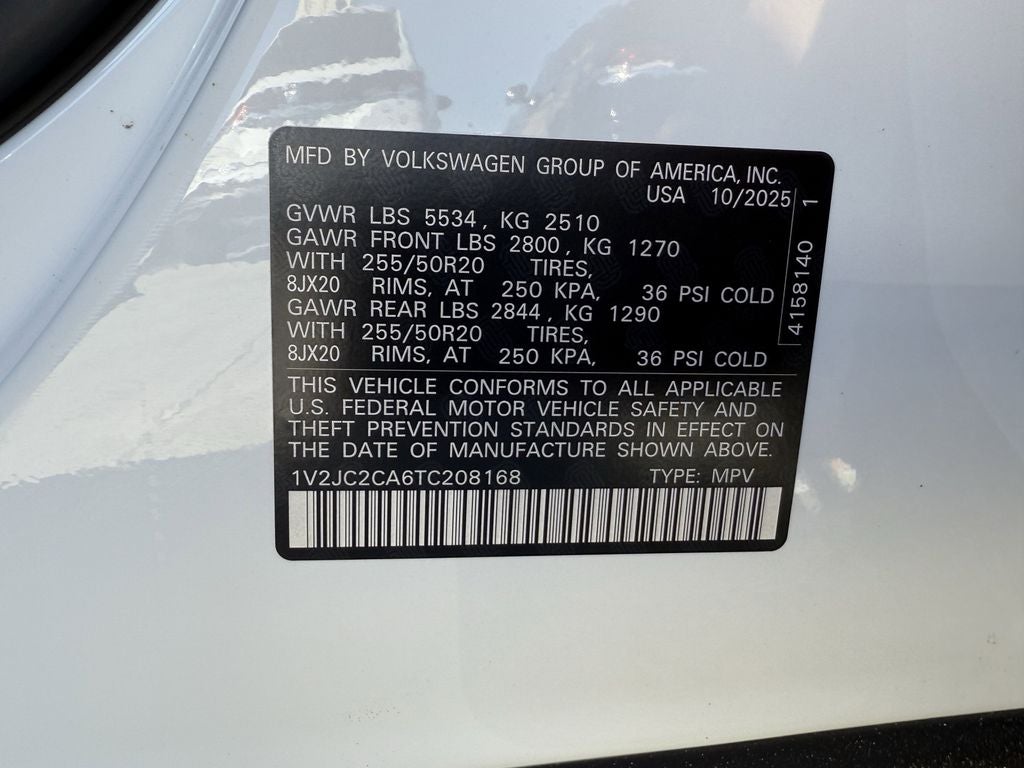 MFD BY VOLKSWAGEN GROUP OF AMERICA, INC.
USA 10/2025
GVWR LBS 5534, KG 2510
GAWR FRONT LBS 2800, KG 1270
WITH 255/50R20 TIRES,
8JX20 RIMS, AT 250 KPA, 36 PSI COLD
GAWR REAR LBS 2844, KG 1290
WITH 255/50R20 TIRES,
8JX20 RIMS, AT 250 KPA, 36 PSI COLD
4158140 1
THIS VEHICLE CONFORMS TO ALL APPLICABLE
U.S. FEDERAL MOTOR VEHICLE SAFETY AND
THEFT PREVENTION STANDARDS IN EFFECT ON
THE DATE OF MANUFACTURE SHOWN ABOVE.
1V2JC2CA6TC208168 TYPE: MPV